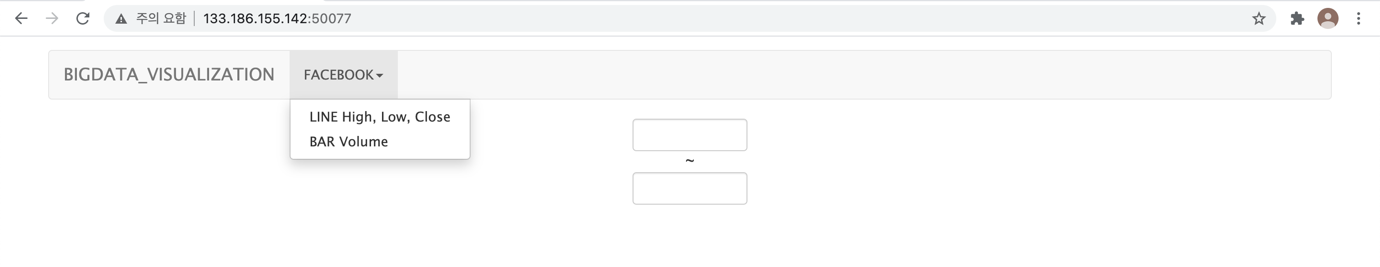 주의 요함 133.186.155.142:50077
BIGDATA_VISUALIZATION FACEBOOK
LINE High, Low, Close
BAR Volume
~